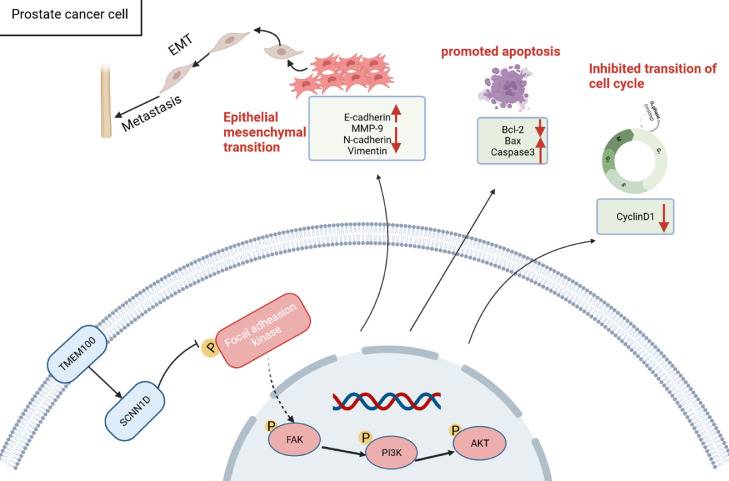 Prostate cancer cell
EMT
Metastasis
Epithelial
mesenchymal
transition
E-cadherin
MMP-9
N-cadherin
Vimentin
promoted apoptosis
Bcl-2
Bax
Caspase3
Inhibited transition of
cell cycle
G₁
S
CyclinD1
TMEM100
SCNN1D
P
Focal adheasion
kinase
P
FAK
P
PI3K
P
AKT